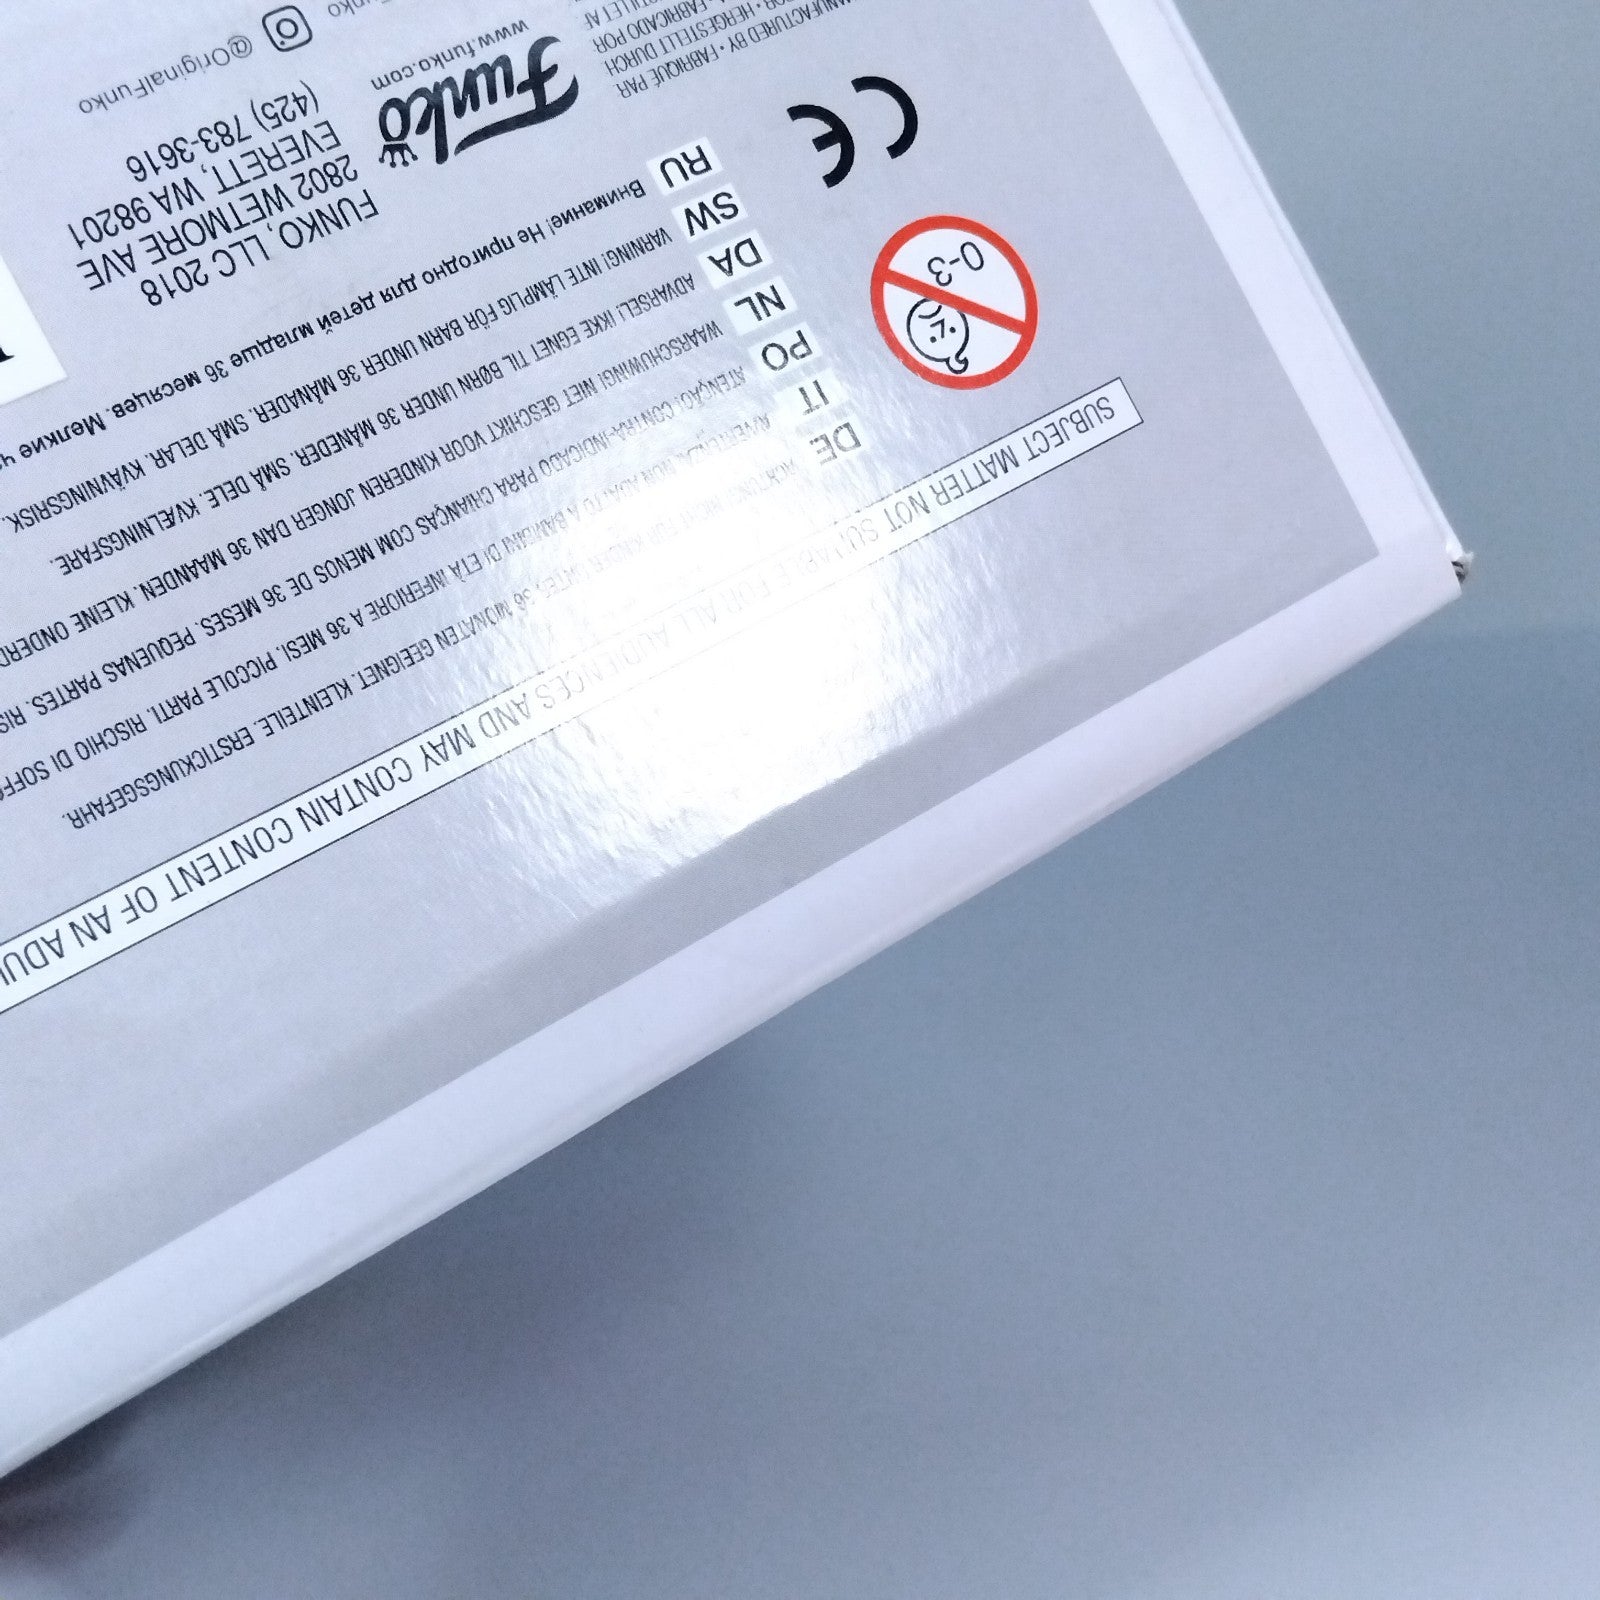 SUBJECT MATTER NOT SUITABLE FOR ALL AUDIENCES AND MAY CONTAIN CONTENT OF AN ADUL
DE ACHTUNG! NICHT FÜR KINDER UNTER 36 MONATEN GEEIGNET. KLEINTEILE. ERSTICKUNGSGEFAHR.
IT AVVERTENZA! NON ADATTO A BAMBINI DI ETÀ INFERIORE A 36 MESI. PICCOLE PARTI. RISCHIO DI SOFFO
PO ATENÇÃO! CONTRA-INDICADO PARA CRIANÇAS COM MENOS DE 36 MESES. PEQUENAS PARTES. RIS
NL WAARSCHUWING! NIET GESCHIKT VOOR KINDEREN JONGER DAN 36 MAANDEN. KLEINE ONDERD
DA ADVARSEL! IKKE EGNET TIL BØRN UNDER 36 MÅNEDER. SMÅ DELE. KVÆLNINGSFARE.
SW VARNING! INTE LÄMPLIG FÖR BARN UNDER 36 MÅNADER. SMÅ DELAR. KVÄVNINGSRISK.
RU Внимание! Не пригодно для детей младше 36 месяцев. Мелкие ч
0-3
CE
Funko
www.funko.com
FUNKO, LLC 2018
2802 WETMORE AVE
EVERETT, WA 98201
(425) 783-3616
@OriginalFunko
Funko
MANUFACTURED BY • FABRIQUÉ PAR
POR • HERGESTELLT DURCH
• FABRICADO POR